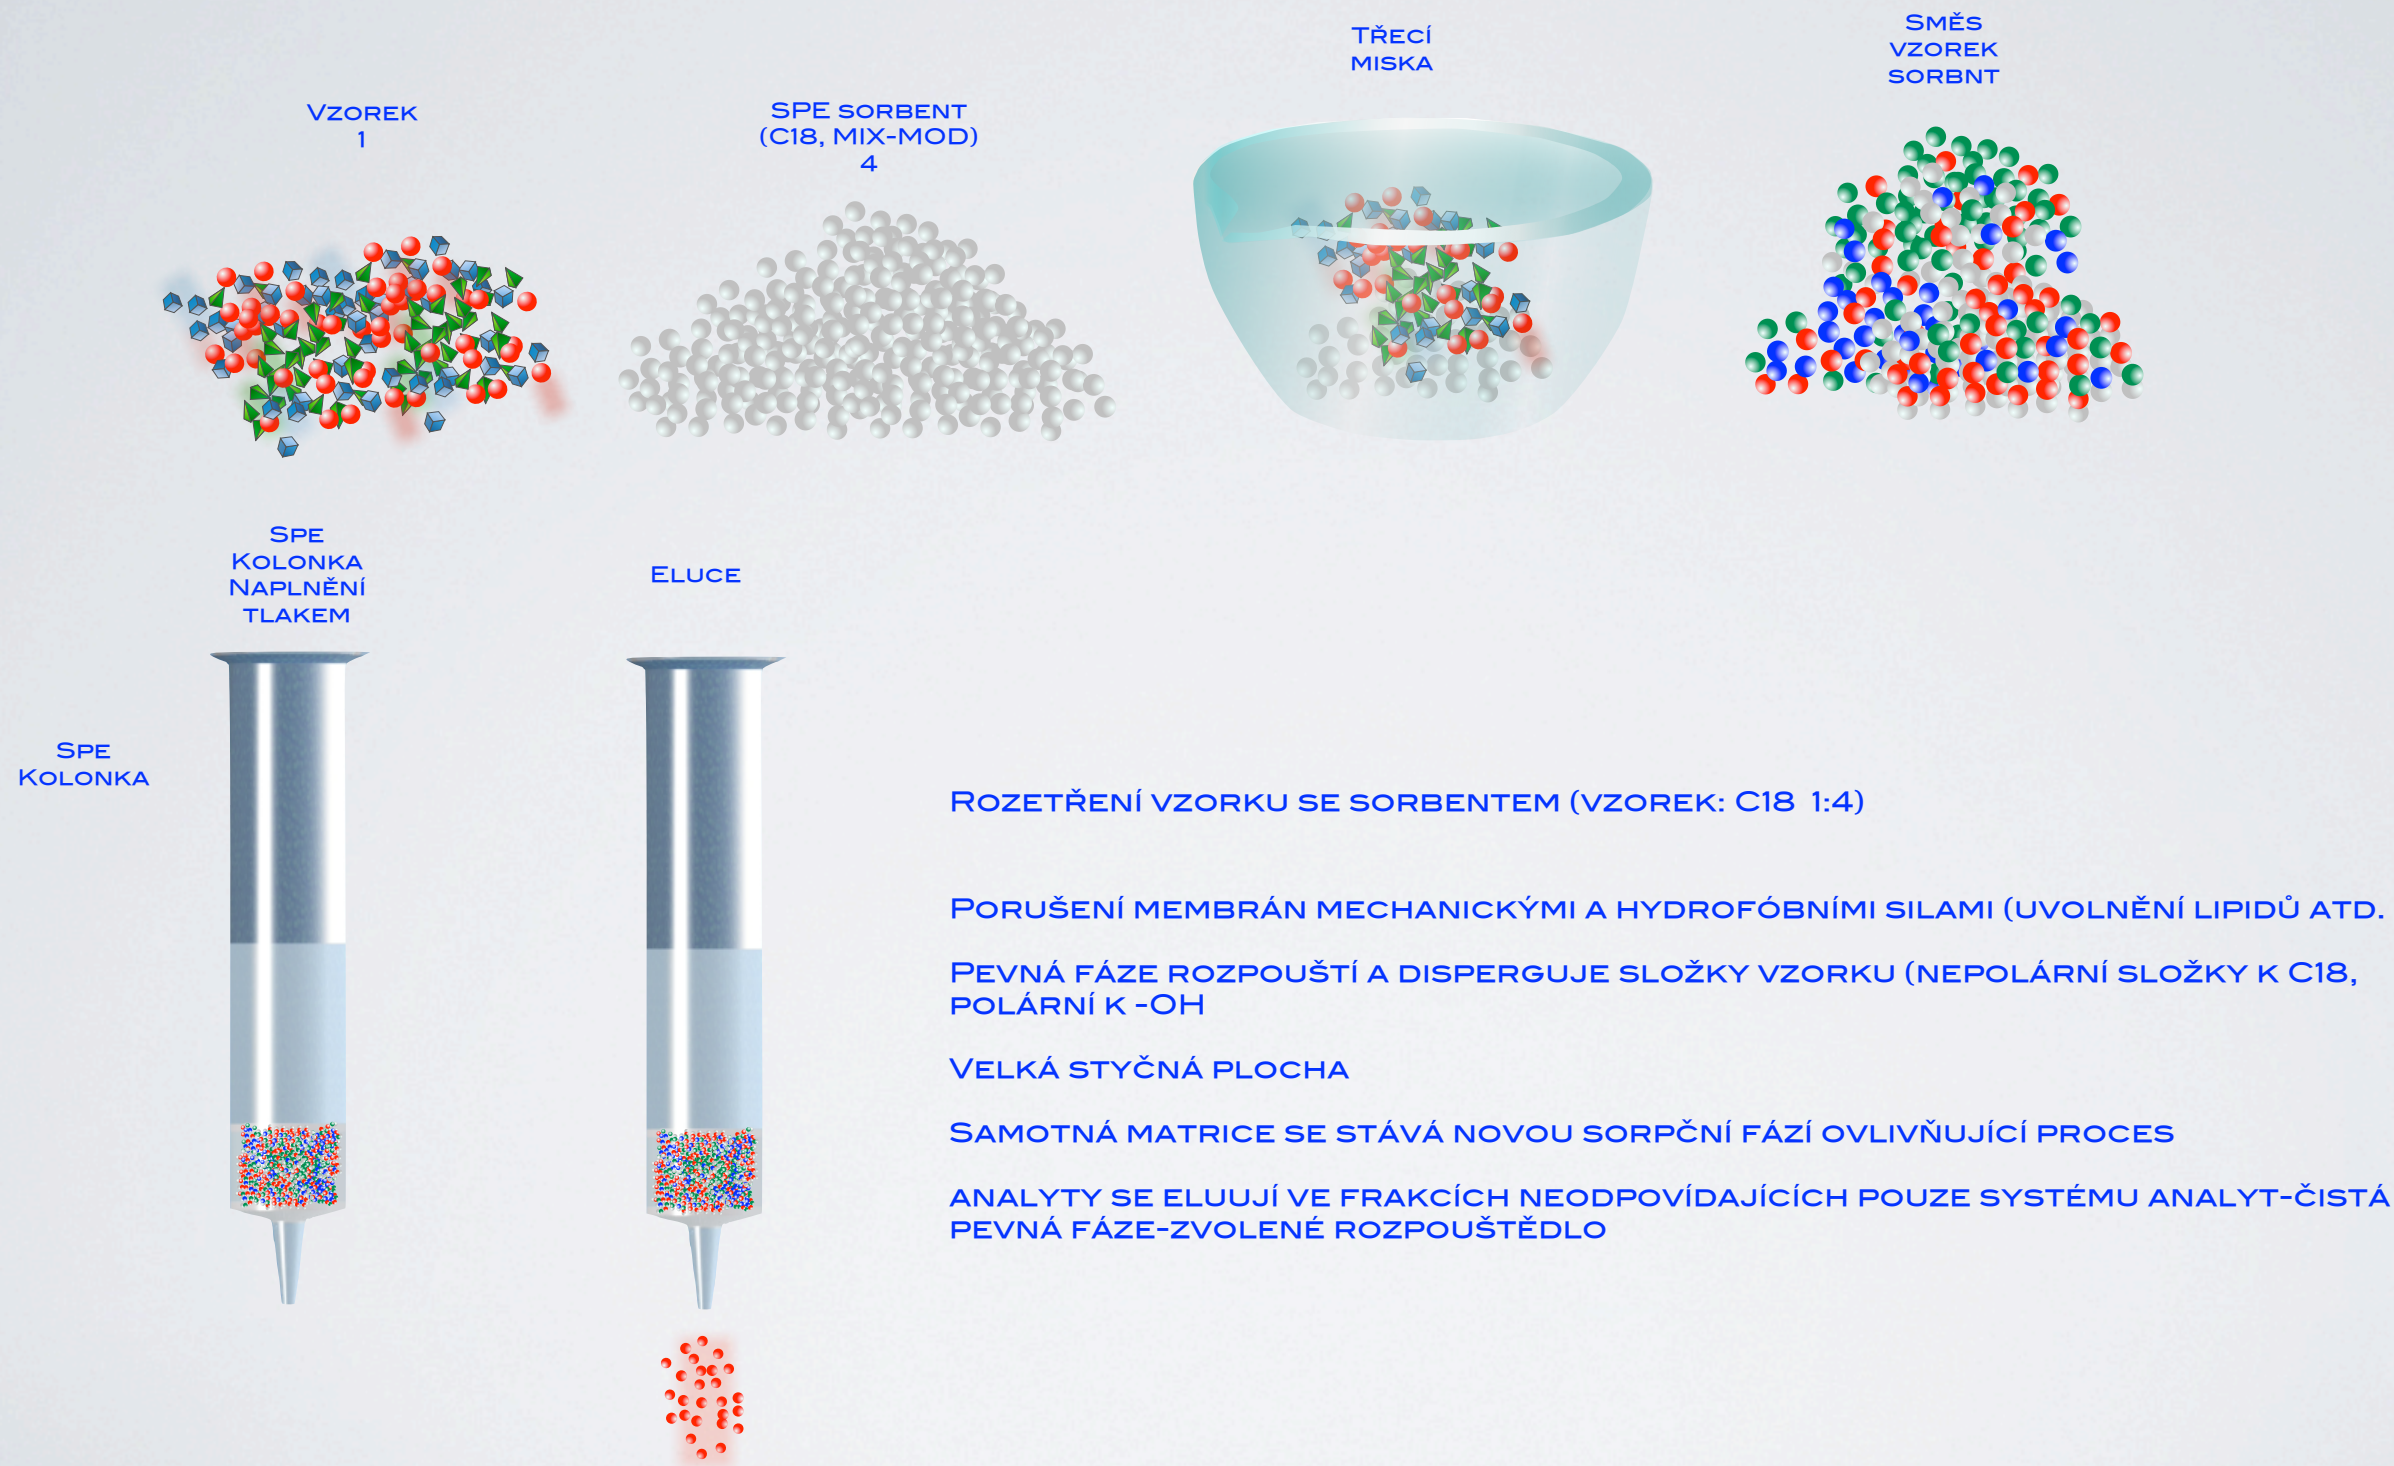 Vzorek
1
SPE sorbent
(C18, MIX-MOD)
4
Třecí
miska
Směs
vzorek
sorbnt
Spe
Kolonka
Naplnění
tlakem
Eluce
Spe
Kolonka
Rozetření vzorku se sorbentem (vzorek: C18 1:4)
Porušení membrán mechanickými a hydrofóbními silami (uvolnění lipidů atd.
Pevná fáze rozpouští a disperguje složky vzorku (nepolární složky k C18,
polární k -OH
Velká styčná plocha
Samotná matrice se stává novou sorpční fází ovlivňující proces
analyty se eluují ve frakcích neodpovídajících pouze systému analyt-čistá
pevná fáze-zvolené rozpouštědlo